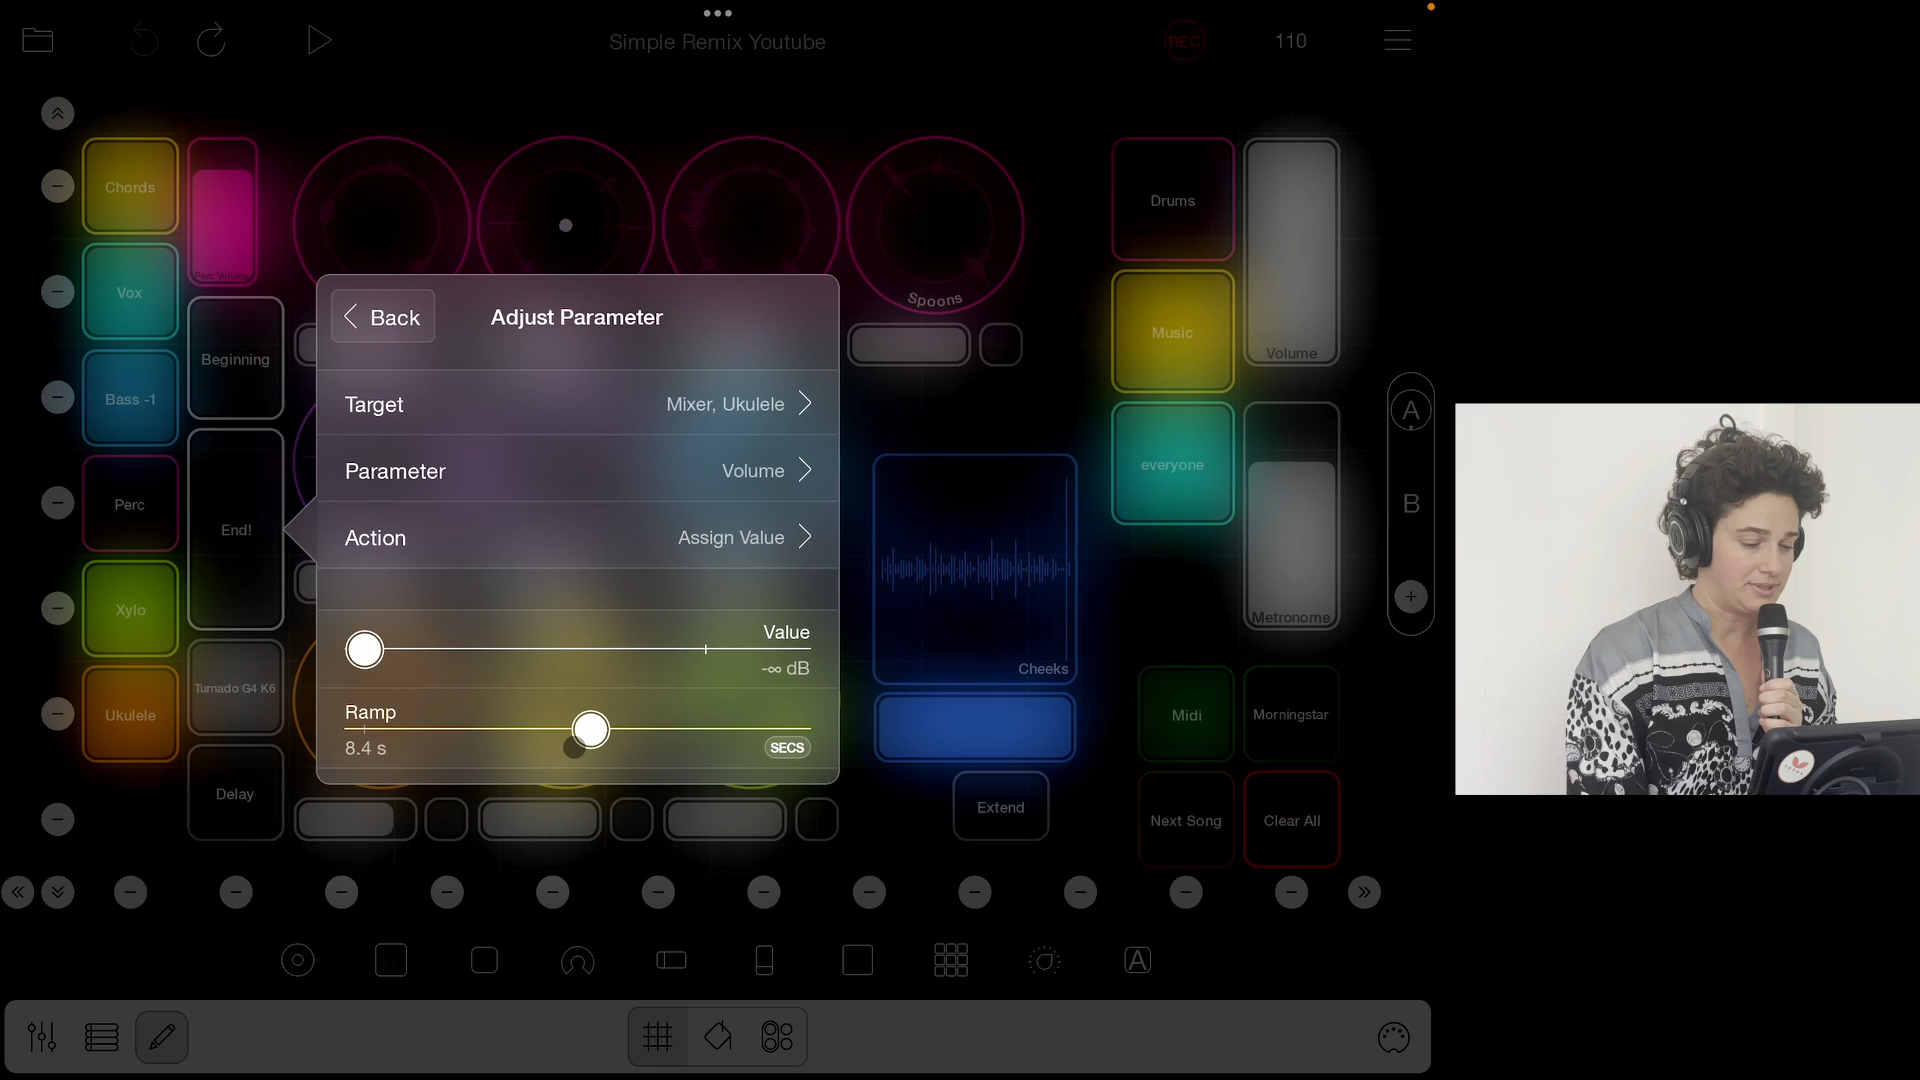 Simple Remix Youtube
REC
110
Chords
Perc Volume
Spoons
Drums
Vox
Back
Adjust Parameter
Beginning
Music
Volume
Bass -1
Target
Mixer, Ukulele
A
Parameter
Volume
everyone
B
Perc
End!
Action
Assign Value
Xylo
Metronome
Value
-∞ dB
Cheeks
Turnado G4 K6
Ukulele
Ramp
8.4 s
SECS
Midi
Morningstar
Delay
Extend
Next Song
Clear All
A